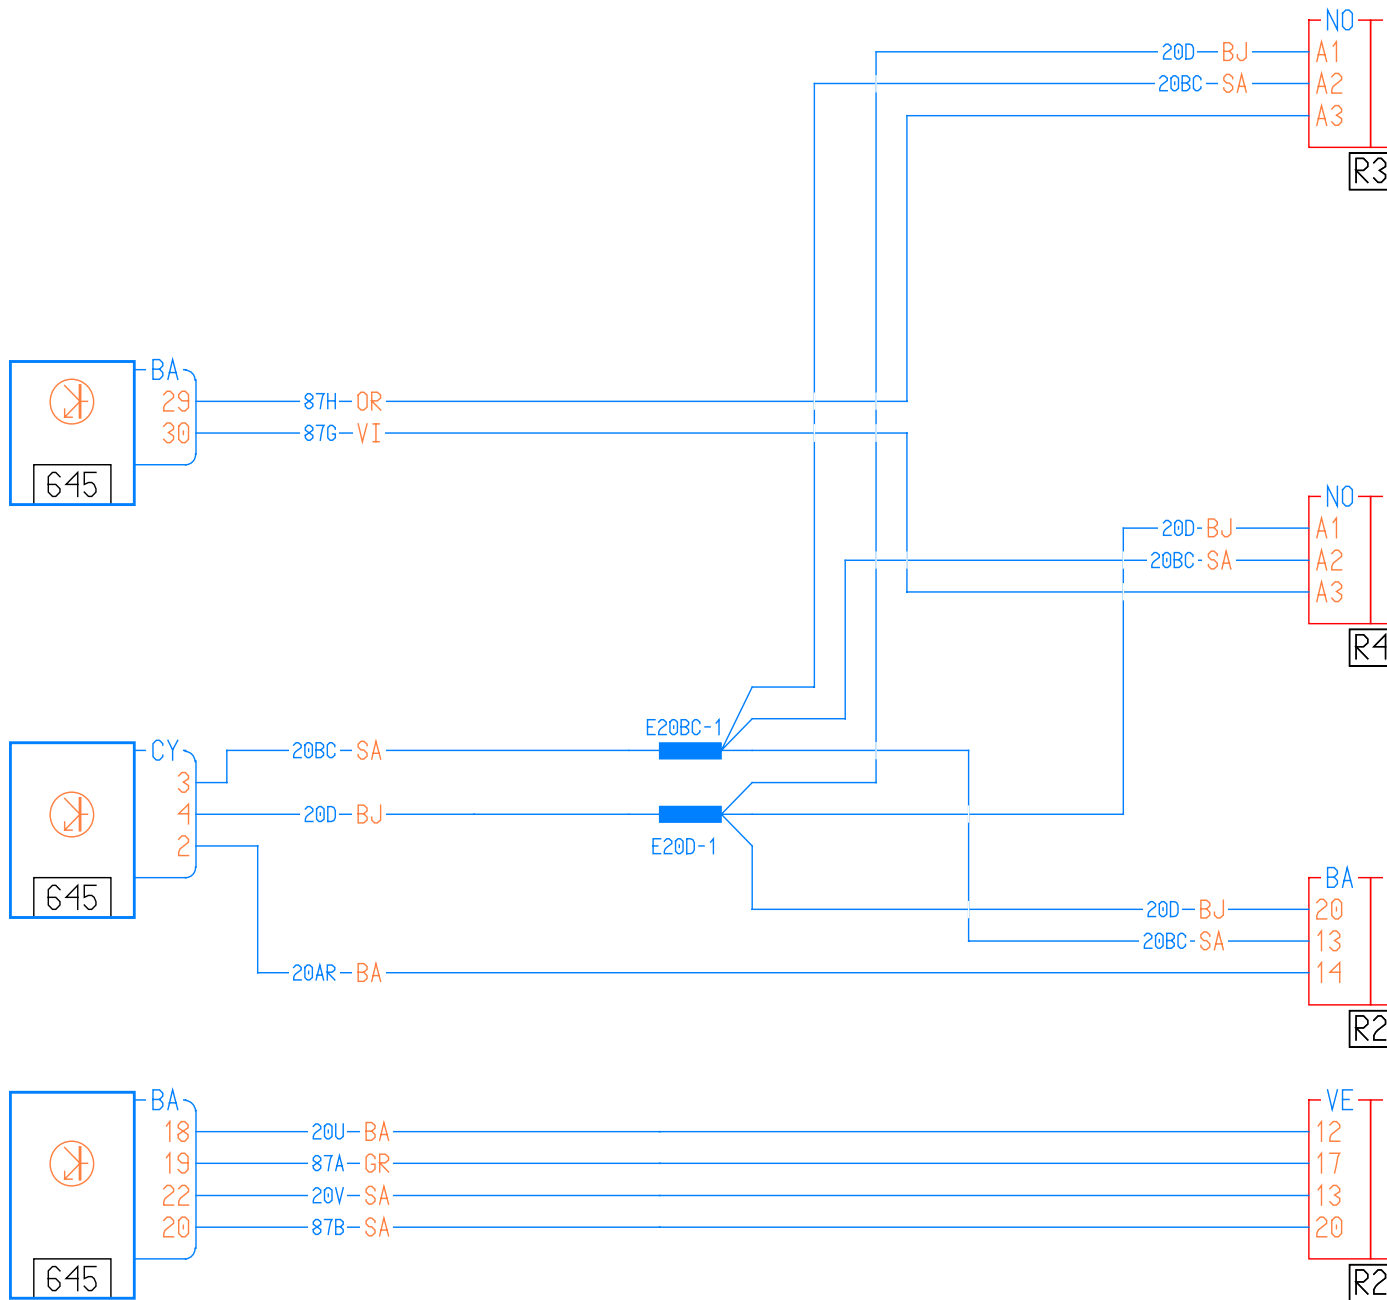 NO
20D BJ A1
20BC SA A2
A3
R3
BA
29 87H OR
30 87G VI
645
NO
20D BJ A1
20BC SA A2
A3
R4
E20BC-1
CY
20BC SA
3
4 20D BJ
2
E20D-1
645
BA
20D BJ 20
20BC SA 13
20AR BA 14
R2
BA VE
18 20U BA 12
19 87A GR 17
22 20V SA 13
20 87B SA 20
645
R2